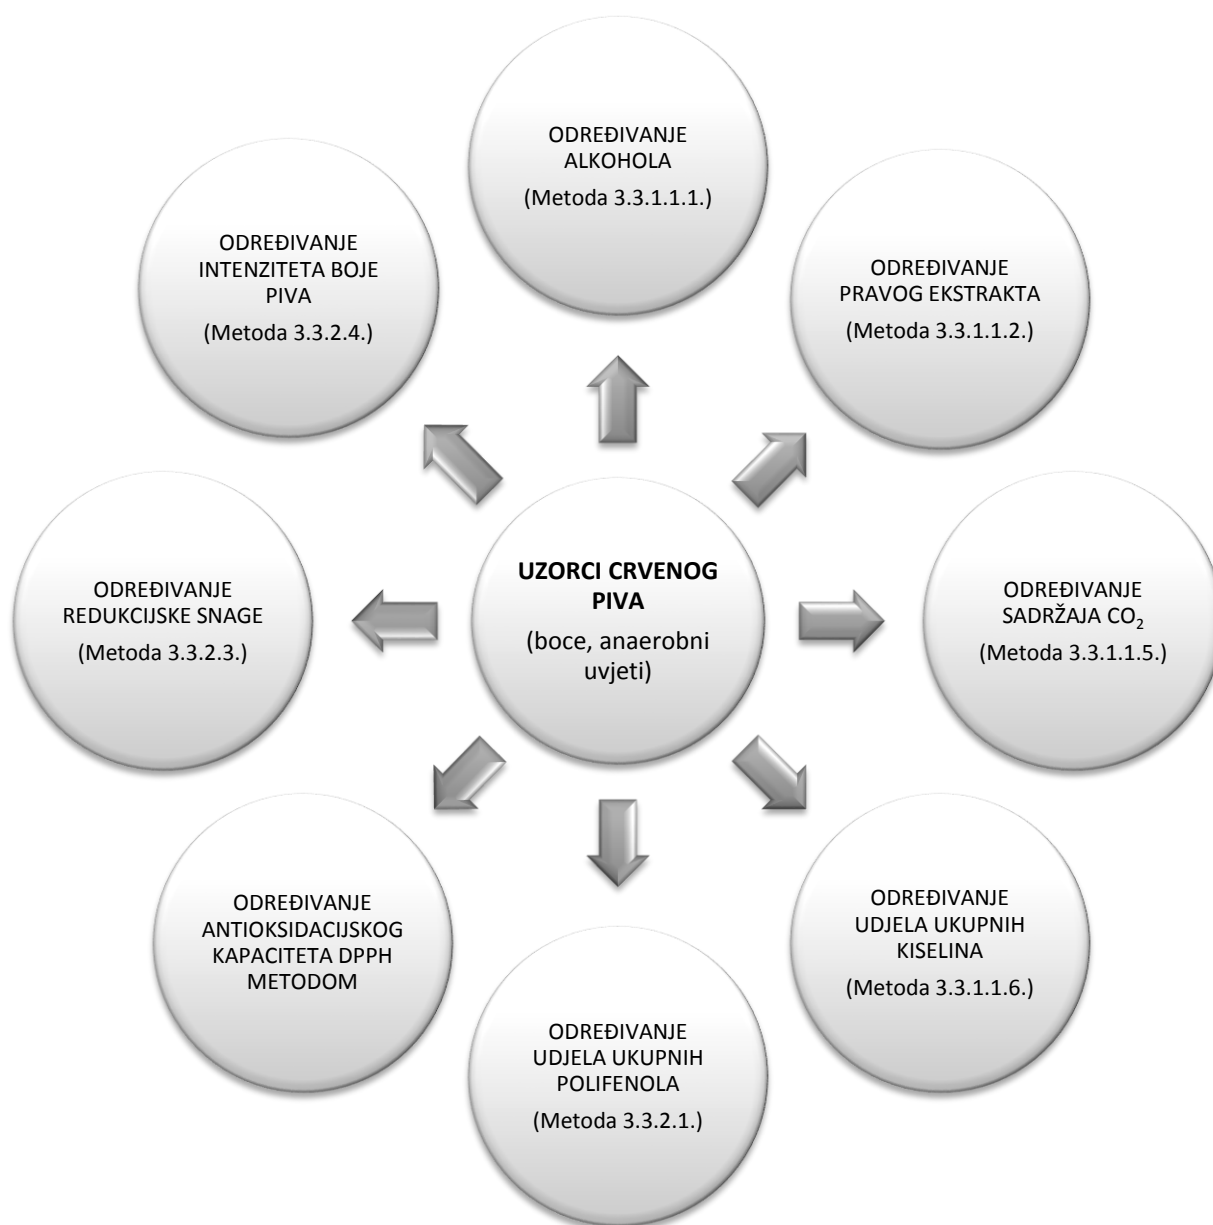 ODREĐIVANJE
ALKOHOLA
(Metoda 3.3.1.1.1.)
ODREĐIVANJE
PRAVOG EKSTRAKTA
(Metoda 3.3.1.1.2.)
ODREĐIVANJE
SADRŽAJA CO₂
(Metoda 3.3.1.1.5.)
ODREĐIVANJE
UDJELA UKUPNIH
KISELINA
(Metoda 3.3.1.1.6.)
ODREĐIVANJE
UDJELA UKUPNIH
POLIFENOLA
(Metoda 3.3.2.1.)
ODREĐIVANJE
ANTIOKSIDACIJSKOG
KAPACITETA DPPH
METODOM
ODREĐIVANJE
REDUKCIJSKE SNAGE
(Metoda 3.3.2.3.)
ODREĐIVANJE
INTENZITETA BOJE
PIVA
(Metoda 3.3.2.4.)
UZORCI CRVENOG
PIVA
(boce, anaerobni
uvjeti)